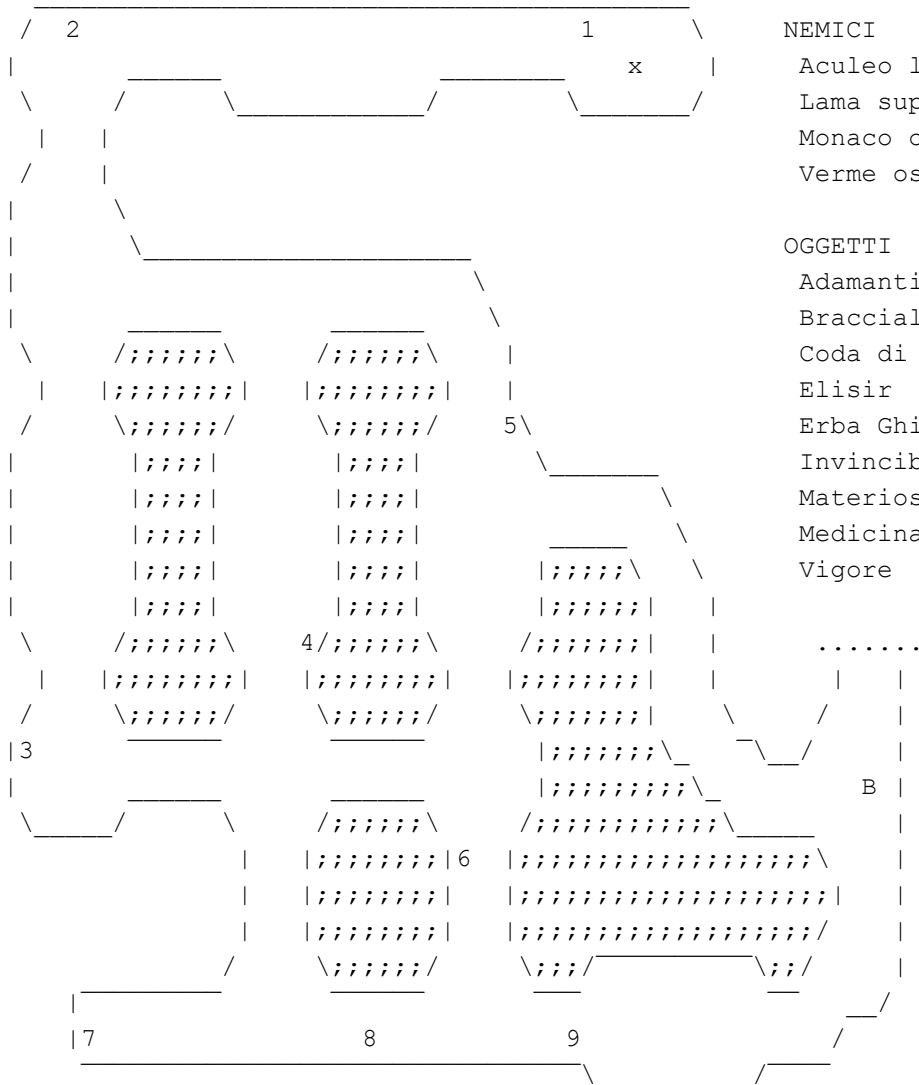 2 1 NEMICI
x Aculeo l
Lama sup
Monaco
Verme os
OGGETTI
Adamanti
Braccial
Coda di
Elisir
5 Erba Ghi
Invincib
Materios
Medicina
Vigore
4 .......
3
B
6
7 8 9